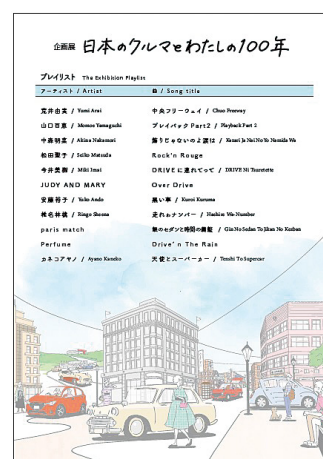 企画展 日本のクルマとわたしの100年
プレイリスト The Exhibition Playlist
アーティスト / Artist 曲 / Song title
荒井由実 / Yumi Arai 中央フリーウェイ / Chuo Freeway
山口百恵 / Momoe Yamaguchi プレイバックPart2 / Playback Part 2
中森明菜 / Akina Nakamori 飾りじゃないのよ涙は / Kazari Ja Nai No Yo Namida Wa
松田聖子 / Seiko Matsuda Rock'n Rouge
今井美樹 / Miki Imai DRIVEに連れてって / DRIVE Ni Tsuretette
JUDY AND MARY Over Drive
安藤裕子 / Yuko Ando 黒い車 / Kuroi Kuruma
椎名林檎 / Ringo Sheena 走れゎナンバー / Hashire Wa-Number
paris match 銀のセダンと時間の鞄 / Gin No Sedan To Jikan No Kaban
Perfume Drive'n The Rain
カネコアヤノ / Ayano Kaneko 天使とスーパーカー / Tenshi To Supercar